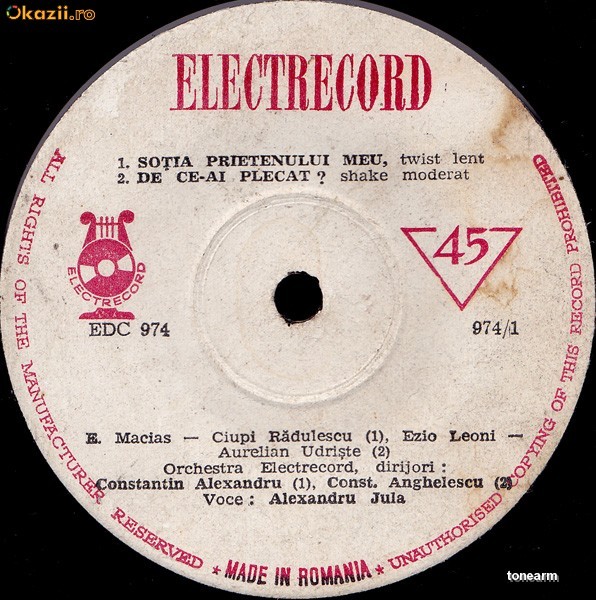 Okazii.ro
ELECTRECORD
1. SOȚIA PRIETENULUI MEU, twist lent
2. DE CE-AI PLECAT? shake moderat
ELECTRECORD
45
EDC 974
974/1
E. Macias — Ciupi Rădulescu (1), Ezio Leoni —
Aurelian Udriște (2)
Orchestra Electrecord, dirijori :
Constantin Alexandru (1), Const. Anghelescu (2)
Voce : Alexandru Jula
ALL RIGHTS OF THE MANUFACTURER RESERVED * MADE IN ROMANIA * UNAUTHORISED COPYING OF THIS RECORD PROHIBITED
tonearm